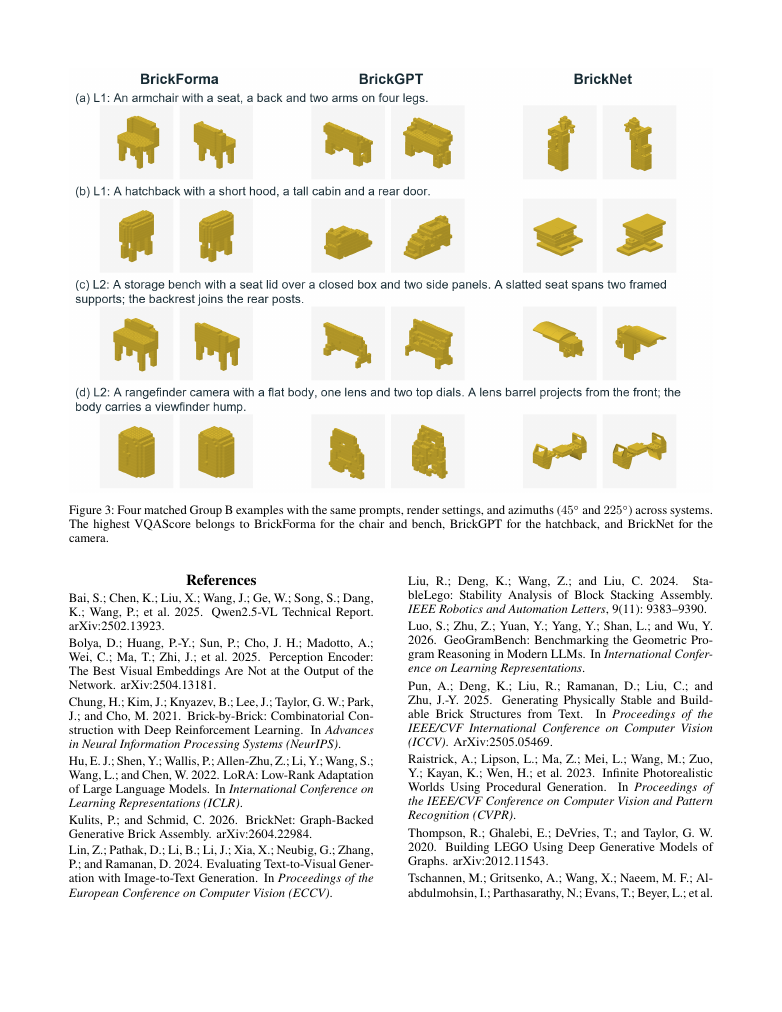 BrickForma BrickGPT BrickNet
(a) L1: An armchair with a seat, a back and two arms on four legs.
(b) L1: A hatchback with a short hood, a tall cabin and a rear door.
(c) L2: A storage bench with a seat lid over a closed box and two side panels. A slatted seat spans two framed
supports; the backrest joins the rear posts.
(d) L2: A rangefinder camera with a flat body, one lens and two top dials. A lens barrel projects from the front; the
body carries a viewfinder hump.
Figure 3: Four matched Group B examples with the same prompts, render settings, and azimuths (45° and 225°) across systems.
The highest VQAScore belongs to BrickForma for the chair and bench, BrickGPT for the hatchback, and BrickNet for the
camera.
References
Bai, S.; Chen, K.; Liu, X.; Wang, J.; Ge, W.; Song, S.; Dang,
K.; Wang, P.; et al. 2025. Qwen2.5-VL Technical Report.
arXiv:2502.13923.
Bolya, D.; Huang, P.-Y.; Sun, P.; Cho, J. H.; Madotto, A.;
Wei, C.; Ma, T.; Zhi, J.; et al. 2025. Perception Encoder:
The Best Visual Embeddings Are Not at the Output of the
Network. arXiv:2504.13181.
Chung, H.; Kim, J.; Knyazev, B.; Lee, J.; Taylor, G. W.; Park,
J.; and Cho, M. 2021. Brick-by-Brick: Combinatorial Con-
struction with Deep Reinforcement Learning. In Advances
in Neural Information Processing Systems (NeurIPS).
Hu, E. J.; Shen, Y.; Wallis, P.; Allen-Zhu, Z.; Li, Y.; Wang, S.;
Wang, L.; and Chen, W. 2022. LoRA: Low-Rank Adaptation
of Large Language Models. In International Conference on
Learning Representations (ICLR).
Kulits, P.; and Schmid, C. 2026. BrickNet: Graph-Backed
Generative Brick Assembly. arXiv:2604.22984.
Lin, Z.; Pathak, D.; Li, B.; Li, J.; Xia, X.; Neubig, G.; Zhang,
P.; and Ramanan, D. 2024. Evaluating Text-to-Visual Gener-
ation with Image-to-Text Generation. In Proceedings of the
European Conference on Computer Vision (ECCV).
Liu, R.; Deng, K.; Wang, Z.; and Liu, C. 2024. Sta-
bleLego: Stability Analysis of Block Stacking Assembly.
IEEE Robotics and Automation Letters, 9(11): 9383–9390.
Luo, S.; Zhu, Z.; Yuan, Y.; Yang, Y.; Shan, L.; and Wu, Y.
2026. GeoGramBench: Benchmarking the Geometric Pro-
gram Reasoning in Modern LLMs. In International Confer-
ence on Learning Representations.
Pun, A.; Deng, K.; Liu, R.; Ramanan, D.; Liu, C.; and
Zhu, J.-Y. 2025. Generating Physically Stable and Build-
able Brick Structures from Text. In Proceedings of the
IEEE/CVF International Conference on Computer Vision
(ICCV). ArXiv:2505.05469.
Raistrick, A.; Lipson, L.; Ma, Z.; Mei, L.; Wang, M.; Zuo,
Y.; Kayan, K.; Wen, H.; et al. 2023. Infinite Photorealistic
Worlds Using Procedural Generation. In Proceedings of
the IEEE/CVF Conference on Computer Vision and Pattern
Recognition (CVPR).
Thompson, R.; Ghalebi, E.; DeVries, T.; and Taylor, G. W.
2020. Building LEGO Using Deep Generative Models of
Graphs. arXiv:2012.11543.
Tschannen, M.; Gritsenko, A.; Wang, X.; Naeem, M. F.; Al-
abdulmohsin, I.; Parthasarathy, N.; Evans, T.; Beyer, L.; et al.